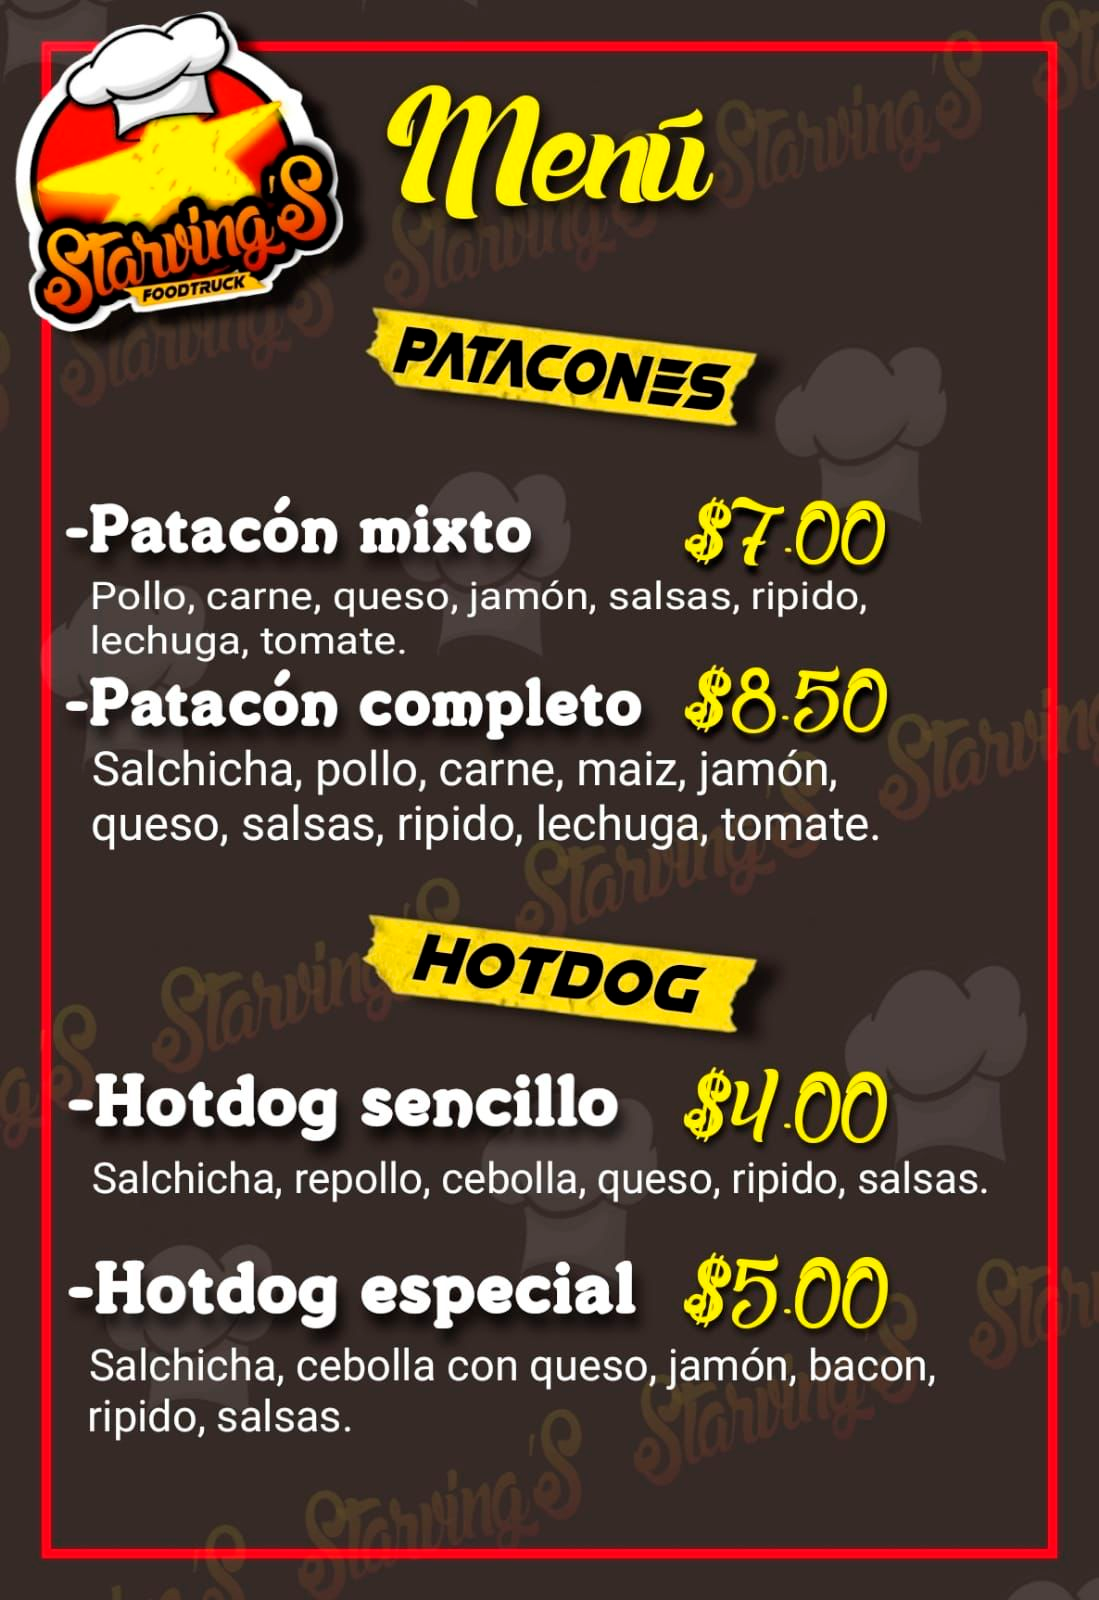 Starving'S
FOODTRUCK
Menú
PATACONES
-Patacón mixto $7.00
Pollo, carne, queso, jamón, salsas, ripido,
lechuga, tomate.
-Patacón completo $8.50
Salchicha, pollo, carne, maiz, jamón,
queso, salsas, ripido, lechuga, tomate.
HOTDOG
-Hotdog sencillo $4.00
Salchicha, repollo, cebolla, queso, ripido, salsas.
-Hotdog especial $5.00
Salchicha, cebolla con queso, jamón, bacon,
ripido, salsas.